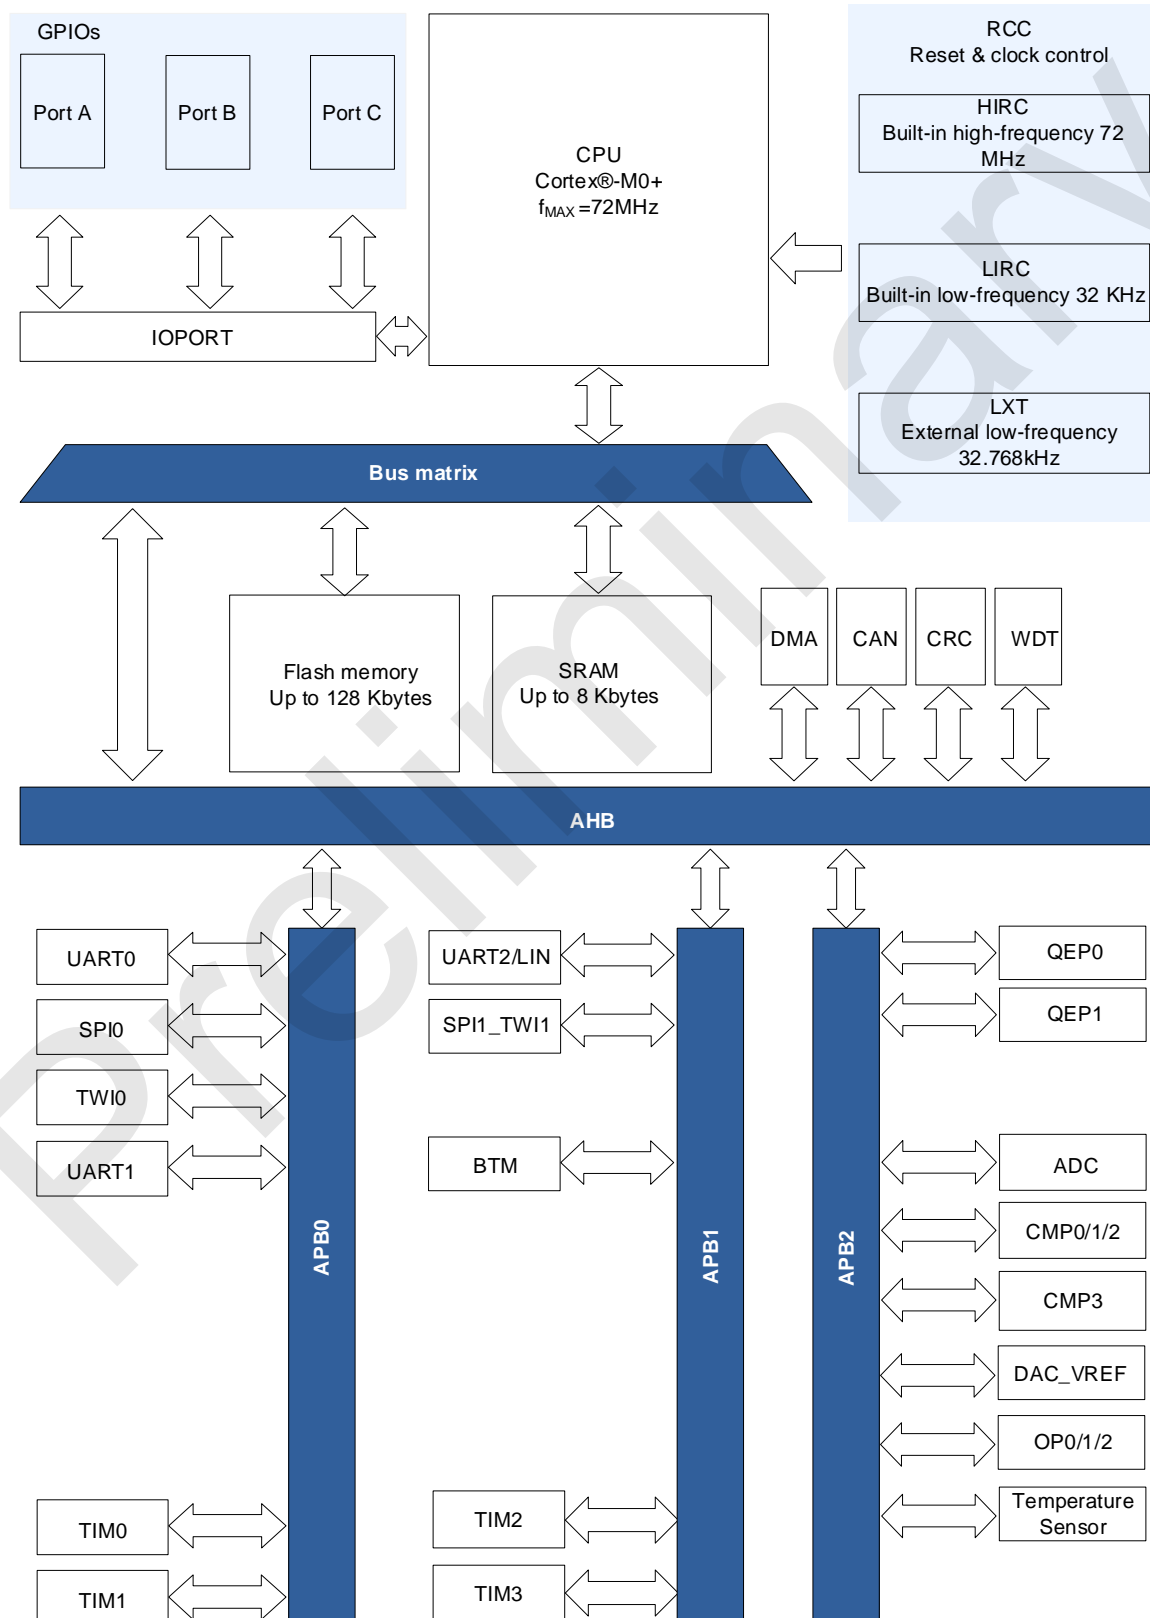 GPIOs
Port A
Port B
Port C
IOPORT
CPU
Cortex®-M0+
fMAX =72MHz
RCC
Reset & clock control
HIRC
Built-in high-frequency 72
MHz
LIRC
Built-in low-frequency 32 KHz
LXT
External low-frequency
32.768kHz
Bus matrix
Flash memory
Up to 128 Kbytes
SRAM
Up to 8 Kbytes
DMA
CAN
CRC
WDT
AHB
UART0
SPI0
TWI0
UART1
TIM0
TIM1
APB0
UART2/LIN
SPI1_TWI1
BTM
TIM2
TIM3
APB1
APB2
QEP0
QEP1
ADC
CMP0/1/2
CMP3
DAC_VREF
OP0/1/2
Temperature
Sensor
Preliminary